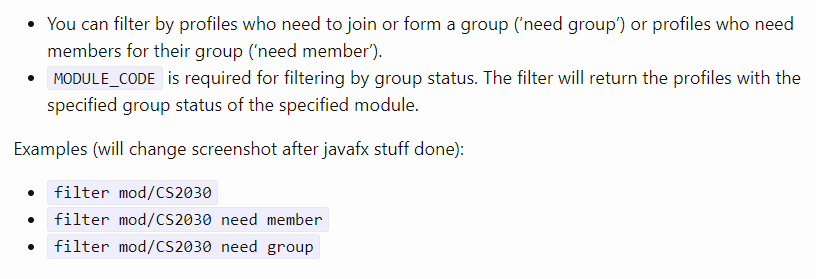 You can filter by profiles who need to join or form a group (‘need group’) or profiles who need
members for their group (‘need member’).
MODULE_CODE is required for filtering by group status. The filter will return the profiles with the
specified group status of the specified module.
Examples (will change screenshot after javafx stuff done):
filter mod/CS2030
filter mod/CS2030 need member
filter mod/CS2030 need group